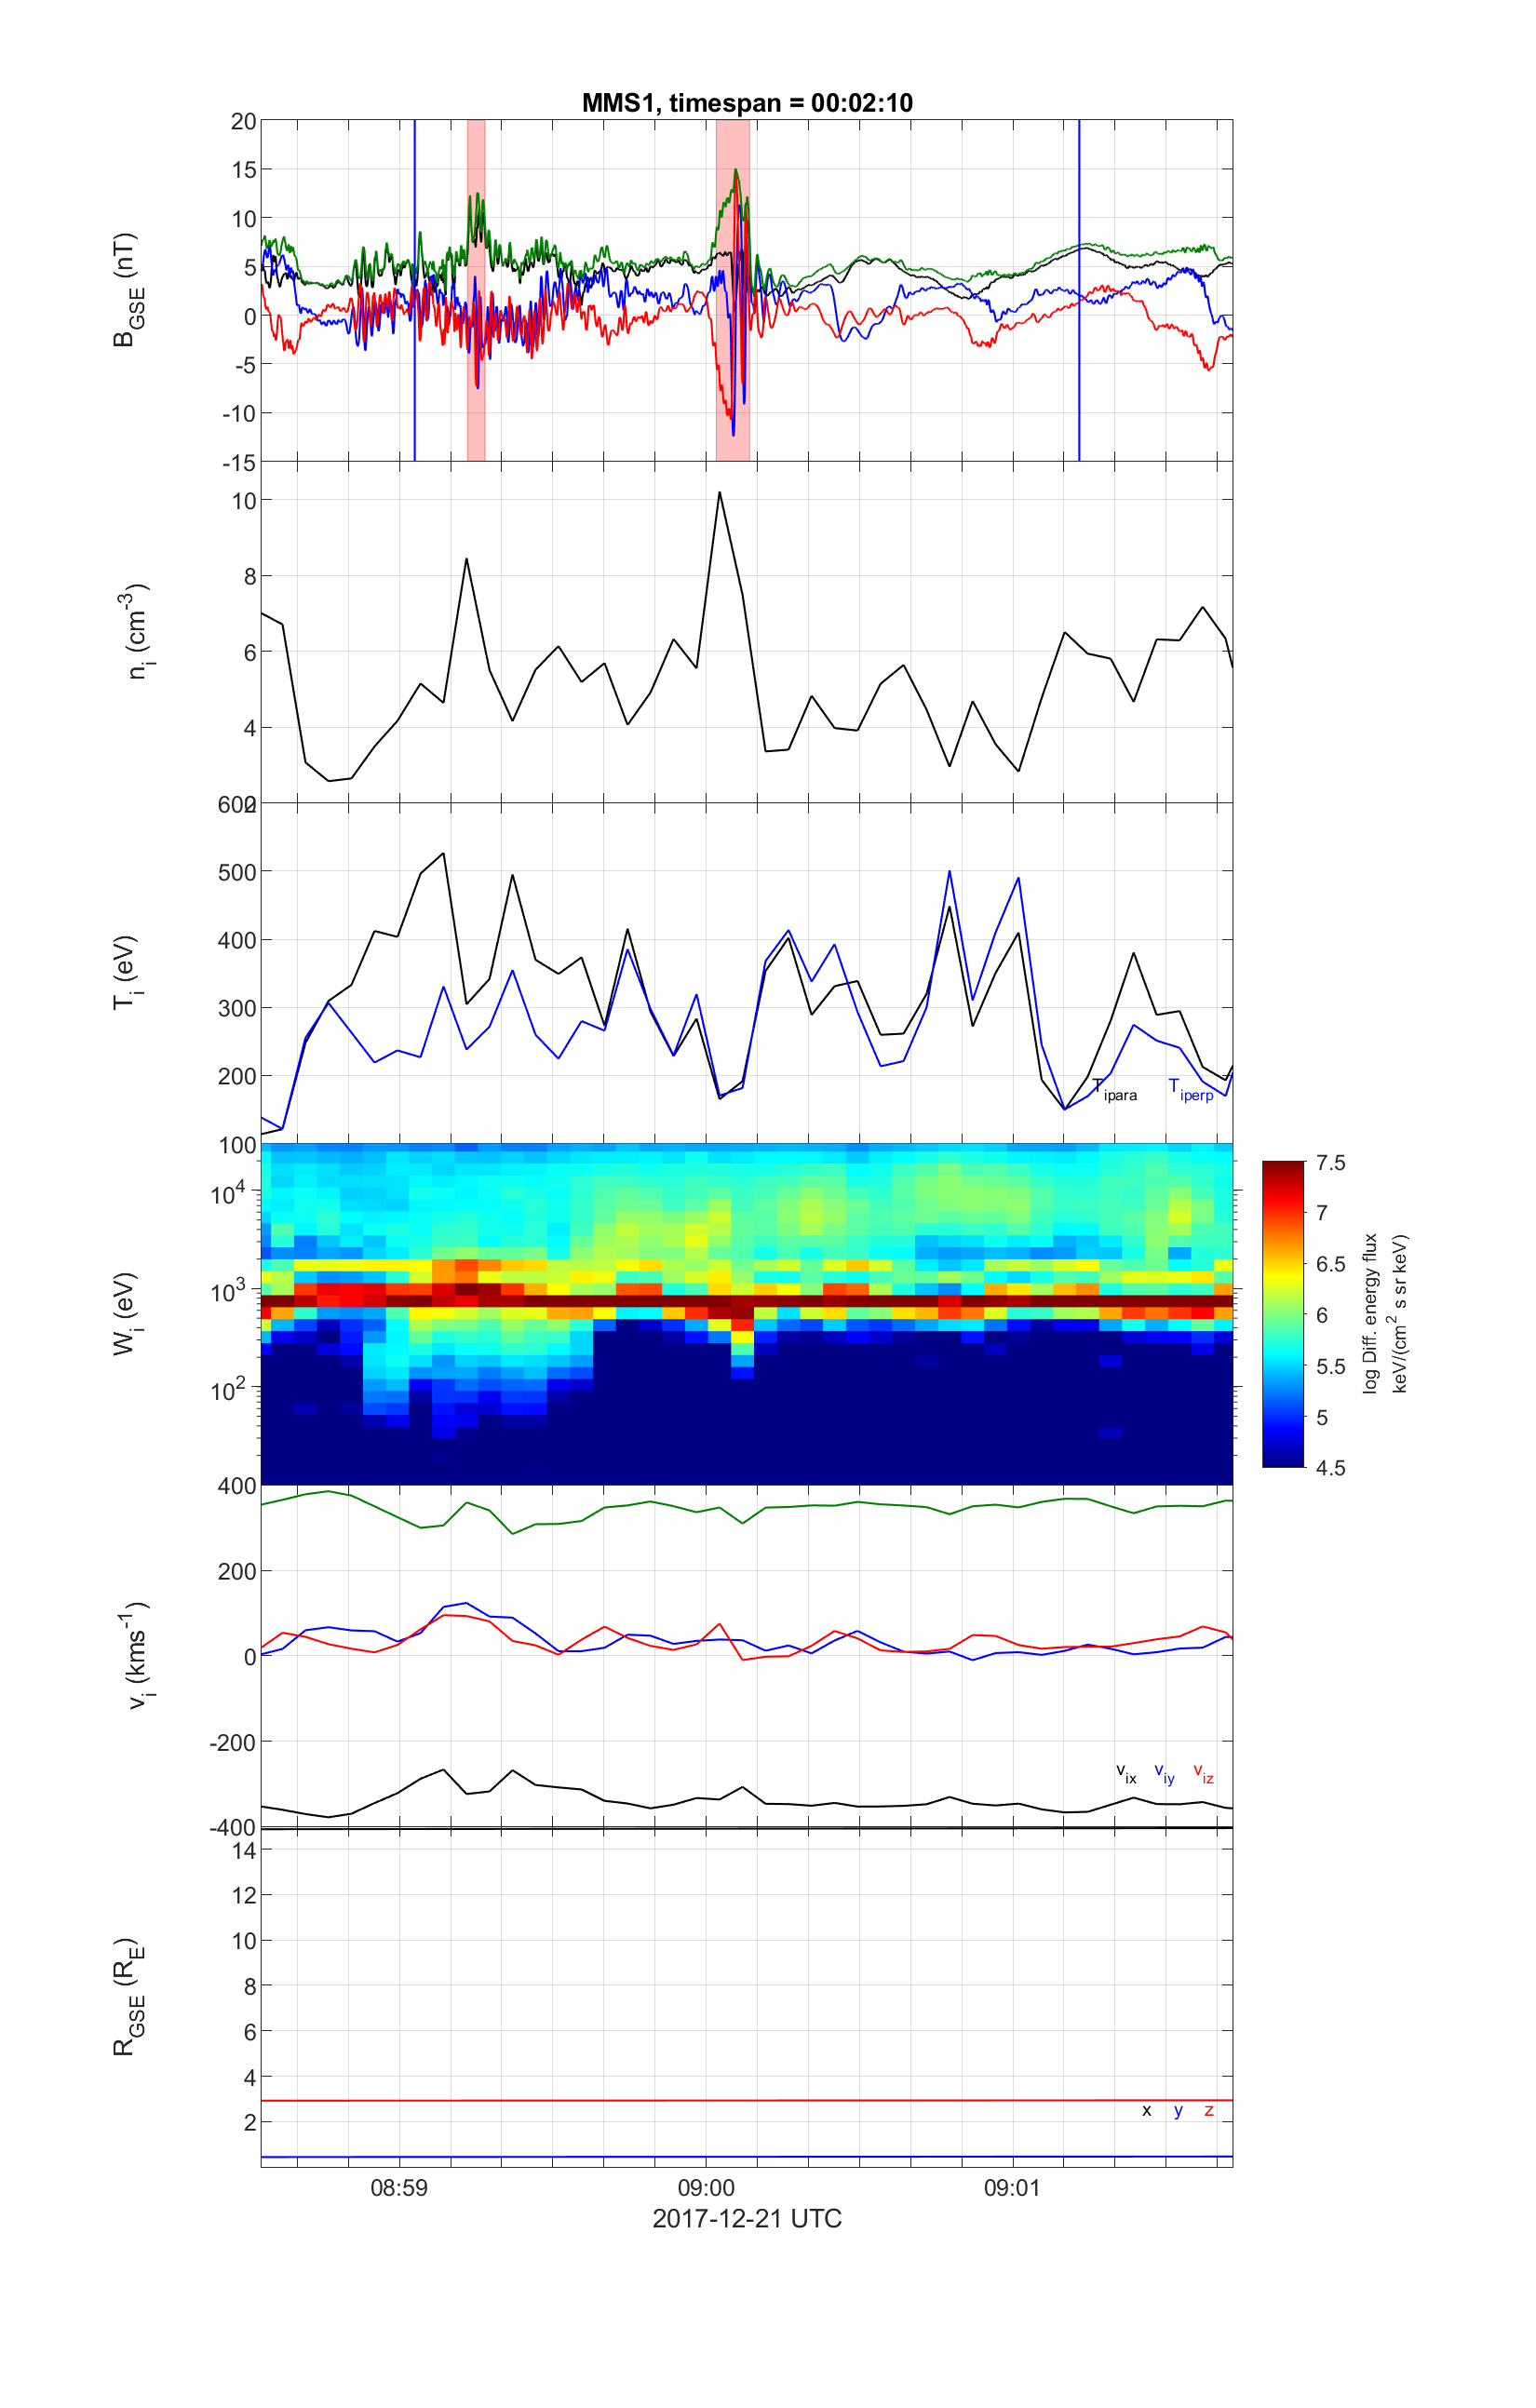 MMS1, timespan = 00:02:10
20
15
10
5
0
-5
-10
-15
B_GSE (nT)
10
8
6
4
2
n_i (cm^-3)
600
500
400
300
200
100
T_i (eV)
T_ipara T_iperp
10^4
10^3
10^2
W_i (eV)
7.5
7
6.5
6
5.5
5
4.5
log Diff. energy flux
keV/(cm^2 s sr keV)
400
200
0
-200
-400
v_i (kms^-1)
v_ix v_iy v_iz
14
12
10
8
6
4
2
R_GSE (R_E)
x y z
08:59 09:00 09:01
2017-12-21 UTC